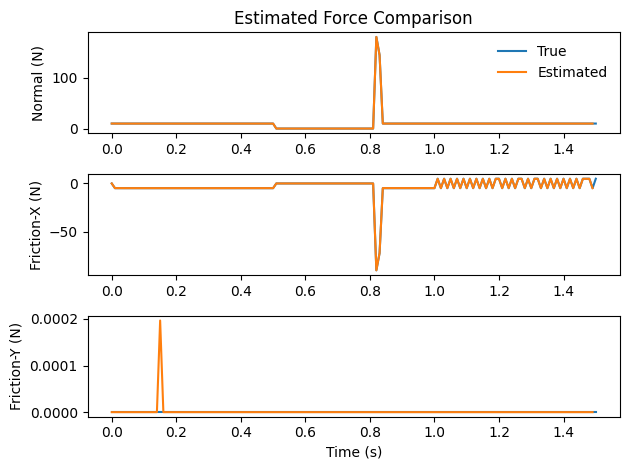 Estimated Force Comparison
Normal (N)
100
0
True
Estimated
0.0 0.2 0.4 0.6 0.8 1.0 1.2 1.4
Friction-X (N)
0
−50
0.0 0.2 0.4 0.6 0.8 1.0 1.2 1.4
Friction-Y (N)
0.0002
0.0001
0.0000
0.0 0.2 0.4 0.6 0.8 1.0 1.2 1.4
Time (s)